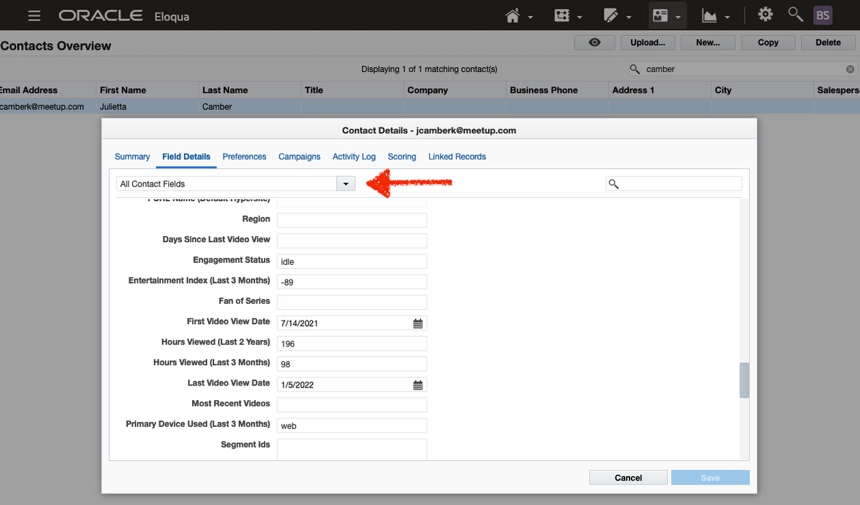 ORACLE Eloqua
BS
Contacts Overview
Upload... New... Copy Delete
Displaying 1 of 1 matching contact(s) camber
Email Address First Name Last Name Title Company Business Phone Address 1 City Salespers
camberk@meetup.com Julietta Camber
Contact Details - jcamberk@meetup.com
Summary Field Details Preferences Campaigns Activity Log Scoring Linked Records
All Contact Fields
PURL Name (Default Hypersite)
Region
Days Since Last Video View
Engagement Status idle
Entertainment Index (Last 3 Months) -89
Fan of Series
First Video View Date 7/14/2021
Hours Viewed (Last 2 Years) 196
Hours Viewed (Last 3 Months) 98
Last Video View Date 1/5/2022
Most Recent Videos
Primary Device Used (Last 3 Months) web
Segment Ids
Cancel Save